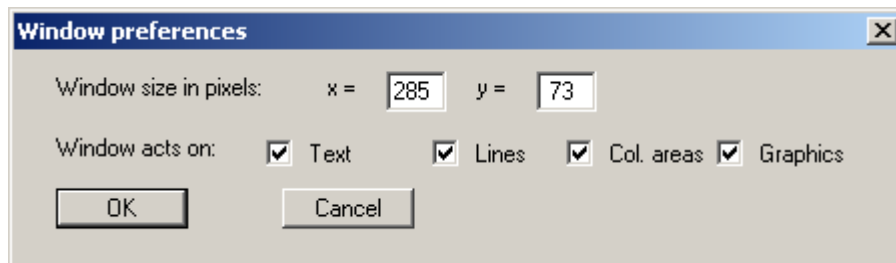 Window preferences
Window size in pixels: x = 285 y = 73
Window acts on: Text Lines Col. areas Graphics
OK Cancel